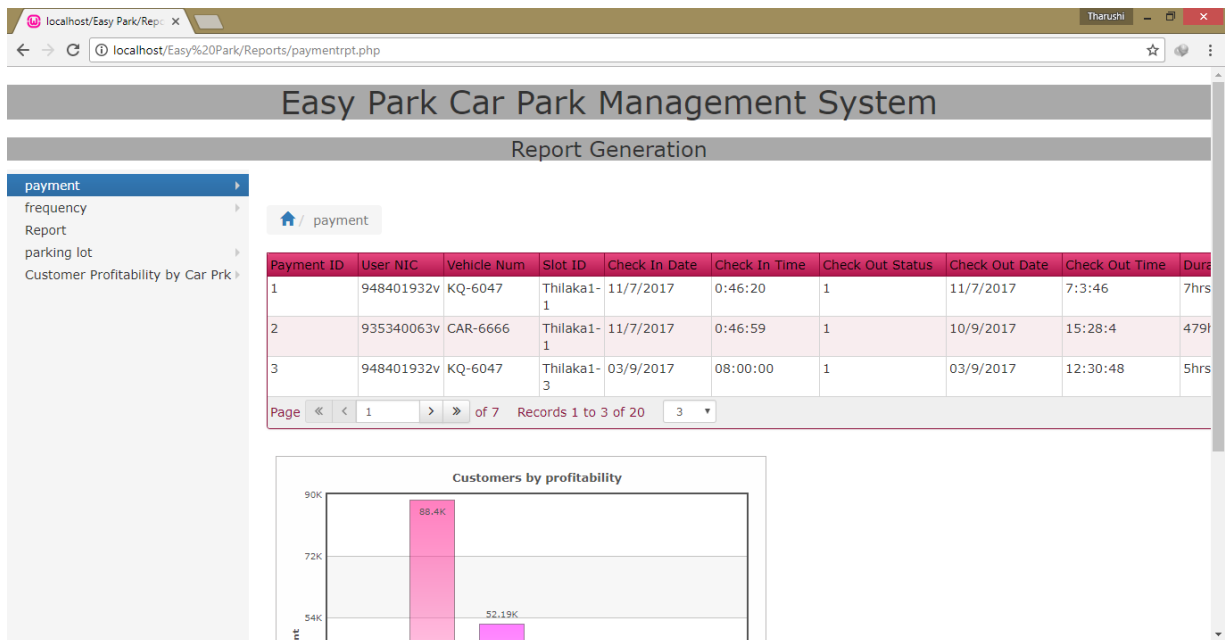 localhost/Easy Park/Repo
Tharushi
localhost/Easy%20Park/Reports/paymentrpt.php
Easy Park Car Park Management System
Report Generation
payment
frequency
Report
parking lot
Customer Profitability by Car Prk
/ payment
Payment ID User NIC Vehicle Num Slot ID Check In Date Check In Time Check Out Status Check Out Date Check Out Time Dura
1 948401932v KQ-6047 Thilaka1- 11/7/2017 0:46:20 1 11/7/2017 7:3:46 7hrs
1
2 935340063v CAR-6666 Thilaka1- 11/7/2017 0:46:59 1 10/9/2017 15:28:4 479h
1
3 948401932v KQ-6047 Thilaka1- 03/9/2017 08:00:00 1 03/9/2017 12:30:48 5hrs
3
Page 1 of 7 Records 1 to 3 of 20 3
Customers by profitability
90K
88.4K
72K
52.19K
54K
nt